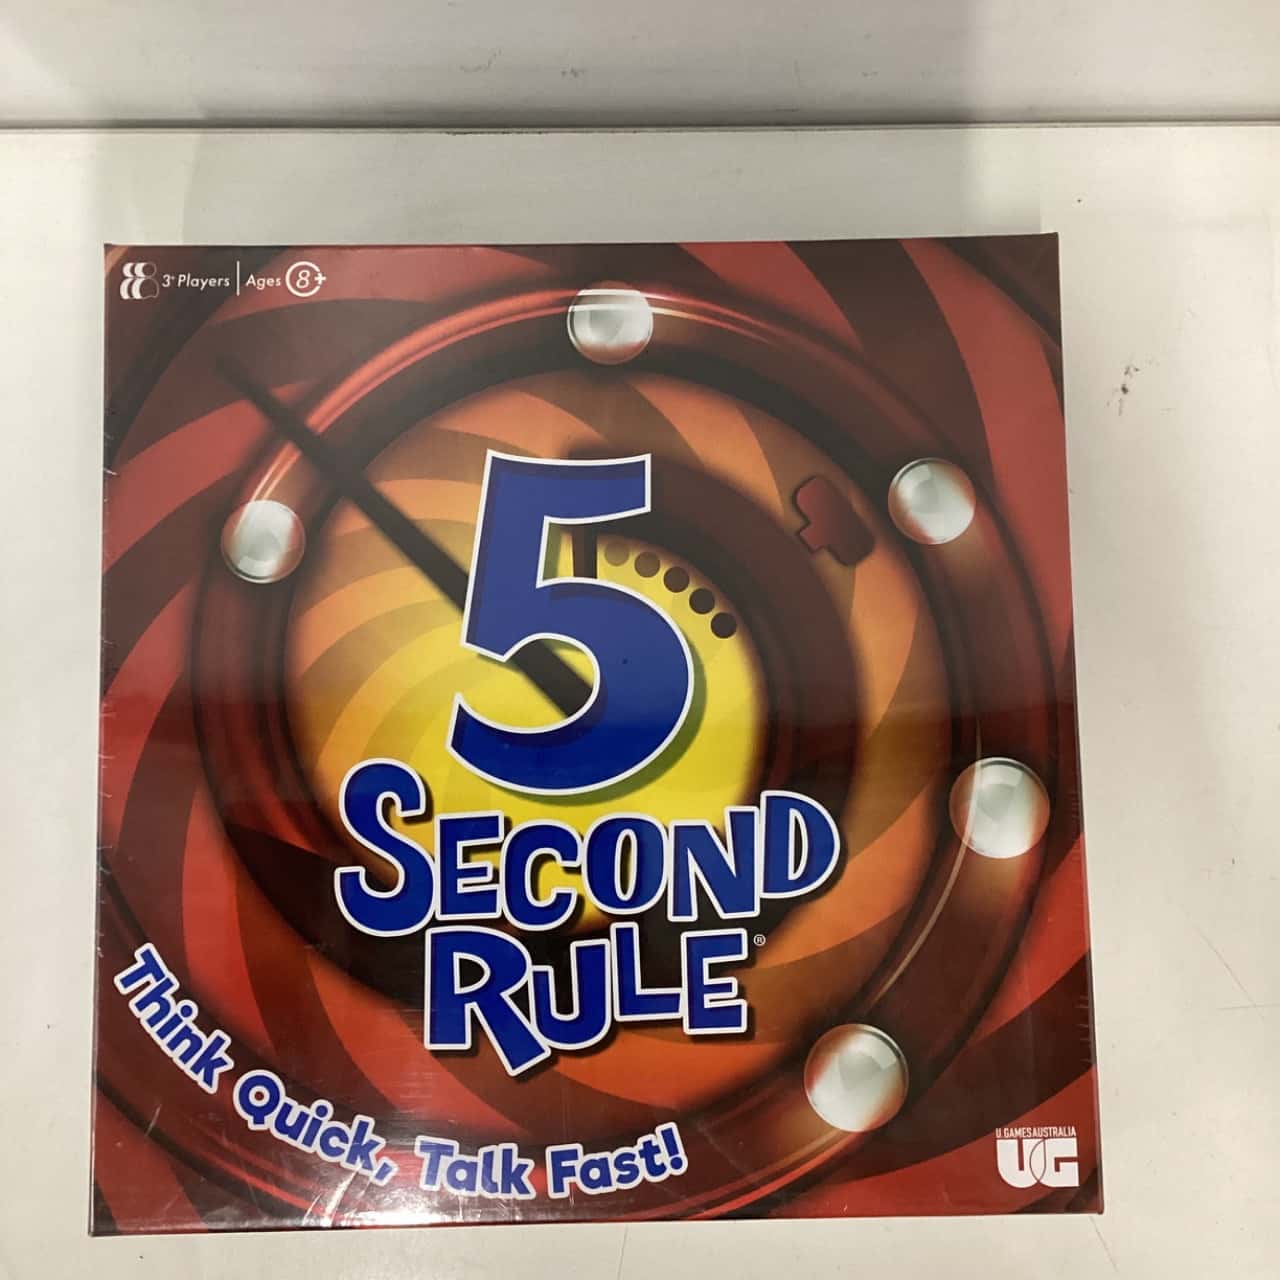 3+ Players | Ages 8+
5
SECOND
RULE®
Think Quick, Talk Fast!
U. GAMES AUSTRALIA
UG